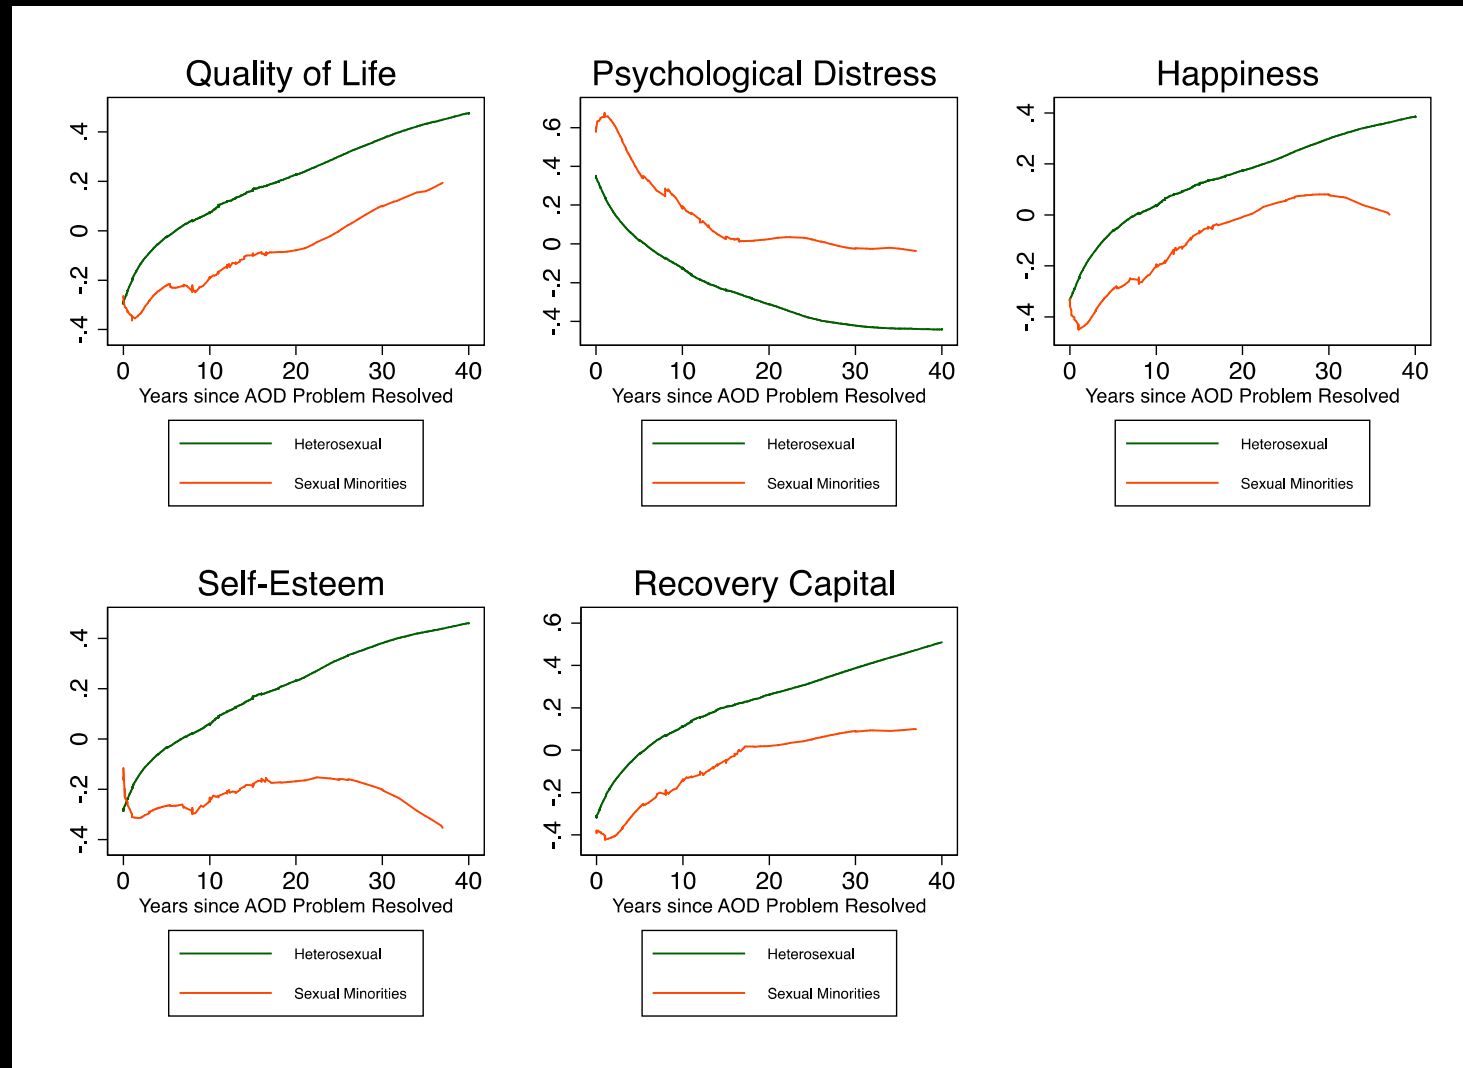 Quality of Life
.4
.2
0
-.2
-.4
0 10 20 30 40
Years since AOD Problem Resolved
Heterosexual
Sexual Minorities
Psychological Distress
.6
.4
.2
0
-.2
-.4
0 10 20 30 40
Years since AOD Problem Resolved
Heterosexual
Sexual Minorities
Happiness
.4
.2
0
-.2
-.4
0 10 20 30 40
Years since AOD Problem Resolved
Heterosexual
Sexual Minorities
Self-Esteem
.4
.2
0
-.2
-.4
0 10 20 30 40
Years since AOD Problem Resolved
Heterosexual
Sexual Minorities
Recovery Capital
.6
.4
.2
0
-.2
-.4
0 10 20 30 40
Years since AOD Problem Resolved
Heterosexual
Sexual Minorities